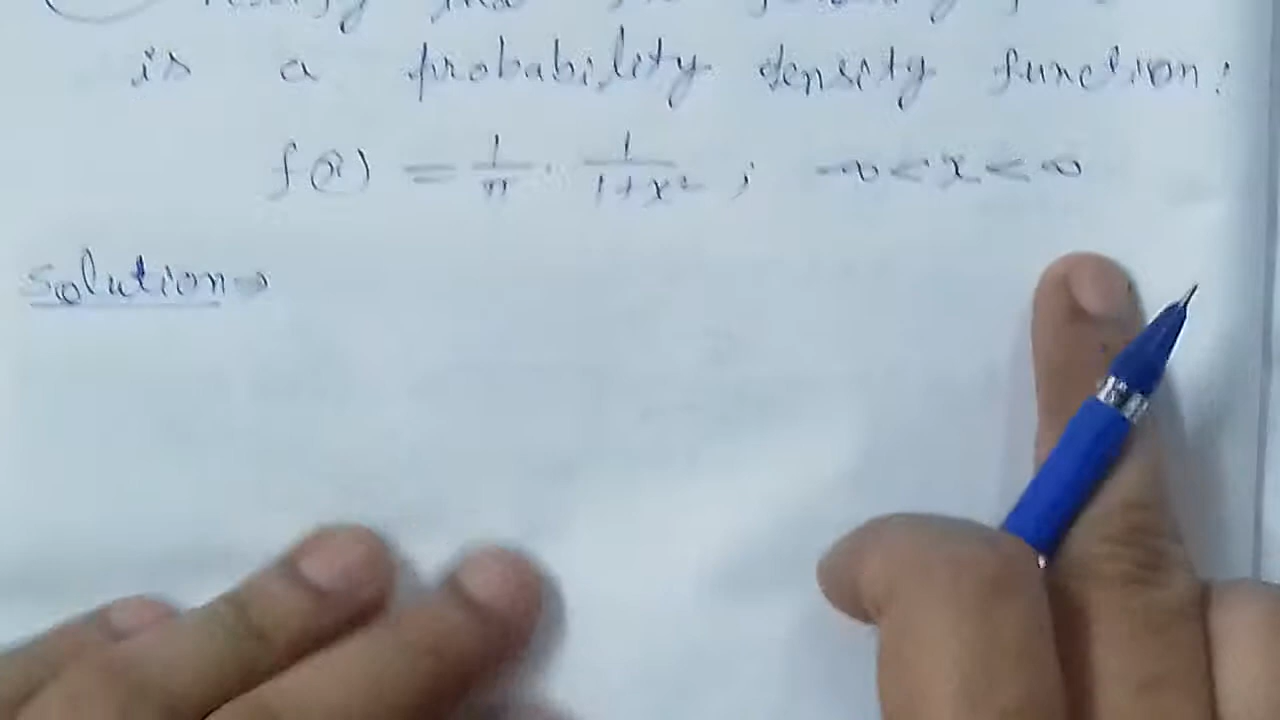 is a probability density function:
f(x) = 1/π · 1/1+x² ; -∞ < x < ∞
Solution⇒